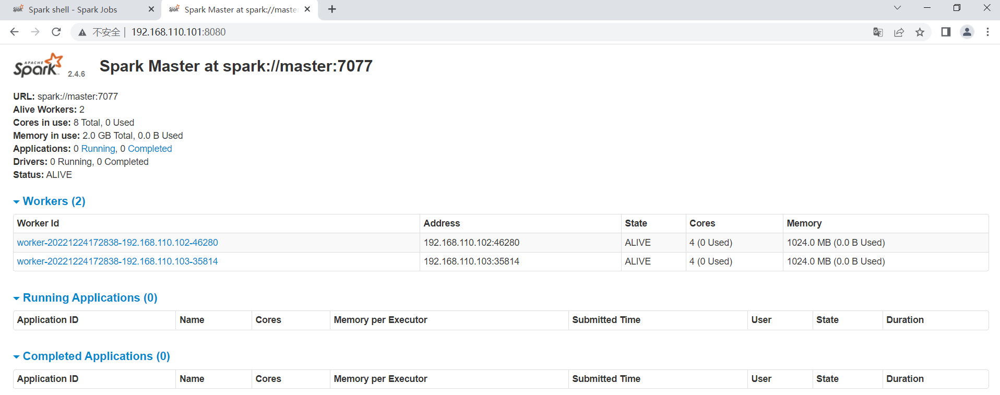 Spark shell - Spark Jobs
Spark Master at spark://maste
不安全 | 192.168.110.101:8080
APACHE Spark 2.4.6
Spark Master at spark://master:7077
URL: spark://master:7077
Alive Workers: 2
Cores in use: 8 Total, 0 Used
Memory in use: 2.0 GB Total, 0.0 B Used
Applications: 0 Running, 0 Completed
Drivers: 0 Running, 0 Completed
Status: ALIVE
Workers (2)
Worker Id Address State Cores Memory
worker-20221224172838-192.168.110.102-46280 192.168.110.102:46280 ALIVE 4 (0 Used) 1024.0 MB (0.0 B Used)
worker-20221224172838-192.168.110.103-35814 192.168.110.103:35814 ALIVE 4 (0 Used) 1024.0 MB (0.0 B Used)
Running Applications (0)
Application ID Name Cores Memory per Executor Submitted Time User State Duration
Completed Applications (0)
Application ID Name Cores Memory per Executor Submitted Time User State Duration